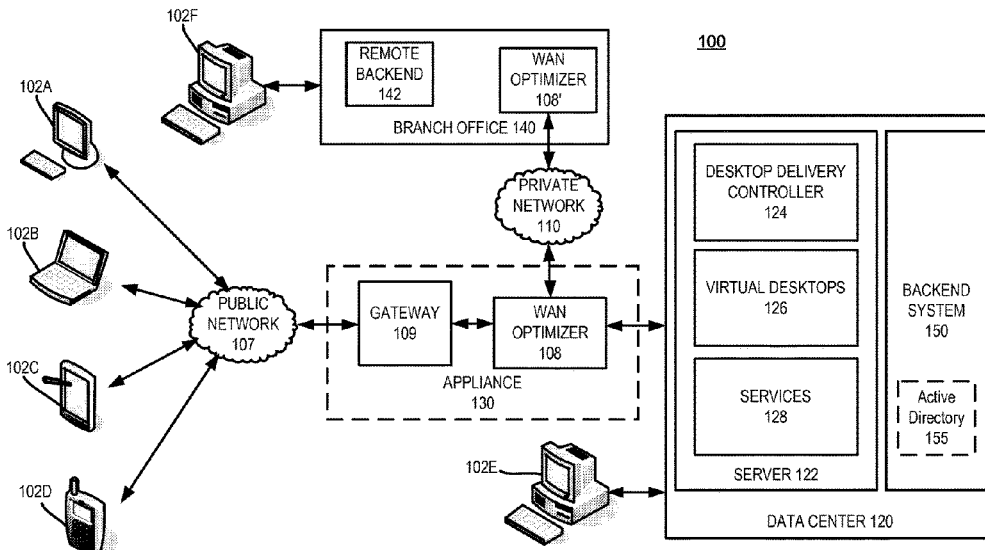 102F
100
REMOTE
BACKEND
142
WAN
OPTIMIZER
108'
BRANCH OFFICE 140
102A
PRIVATE
NETWORK
110
DESKTOP DELIVERY
CONTROLLER
124
102B
VIRTUAL DESKTOPS
126
PUBLIC
NETWORK
107
GATEWAY
109
WAN
OPTIMIZER
108
BACKEND
SYSTEM
150
APPLIANCE
130
102C
SERVICES
128
Active
Directory
155
102E
SERVER 122
102D
DATA CENTER 120